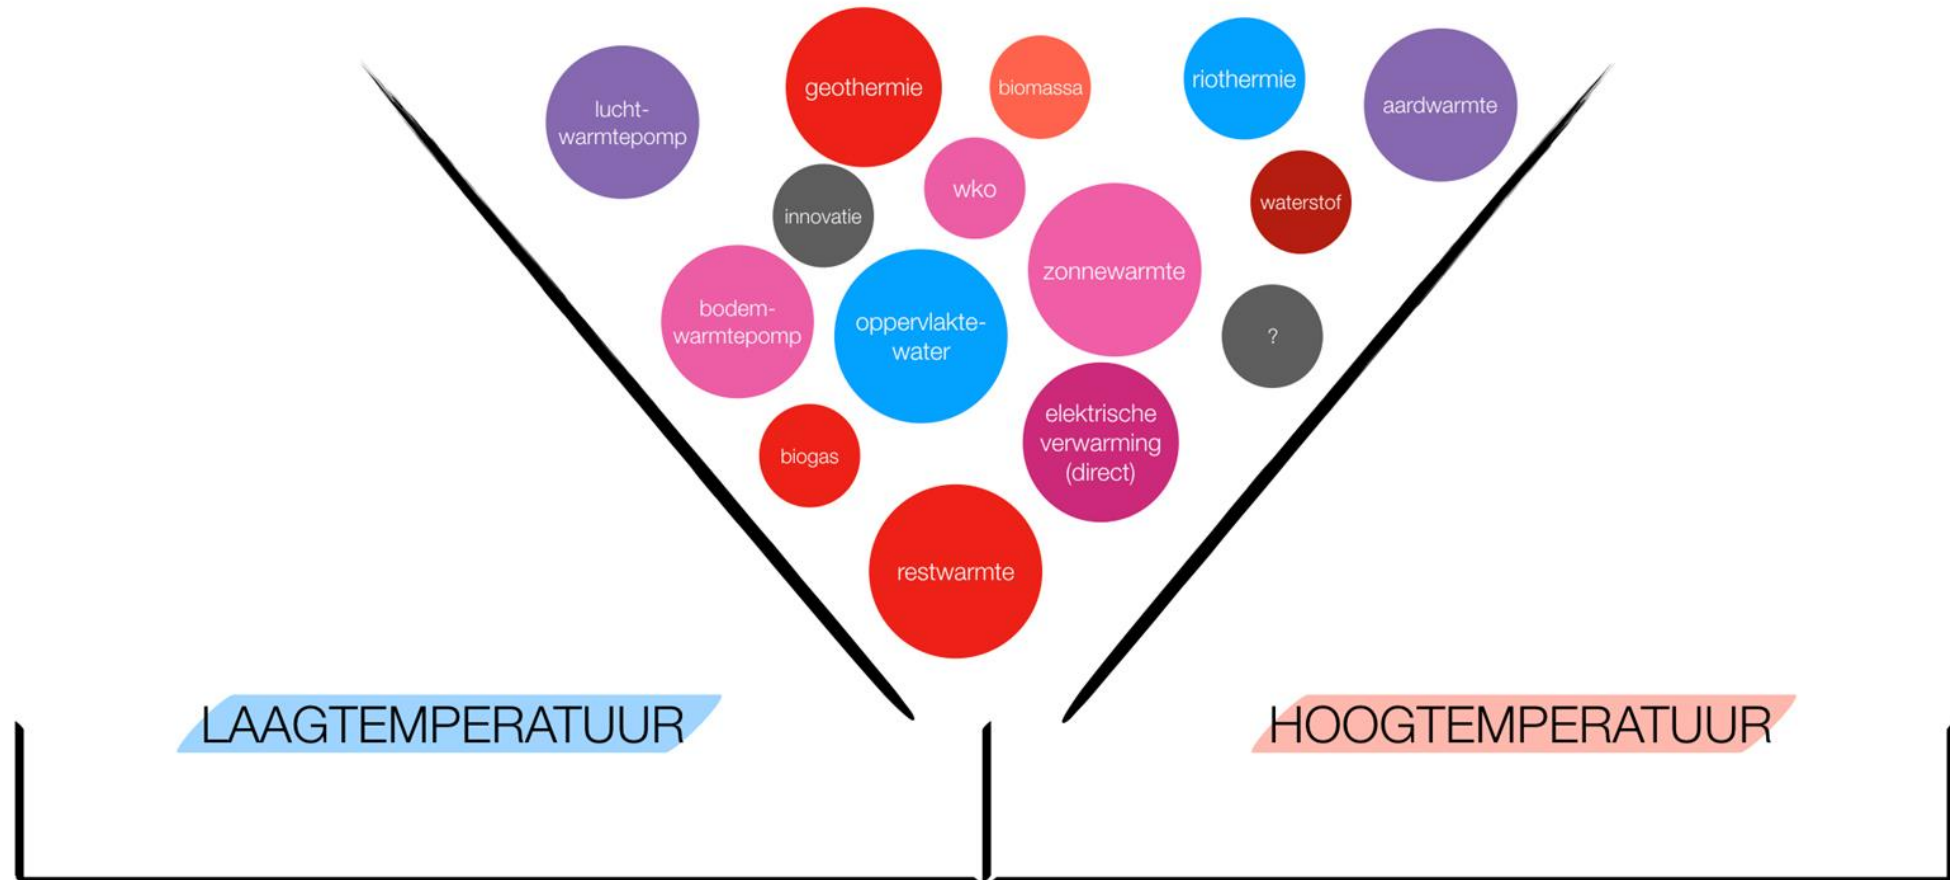 lucht-
warmtepomp
geothermie
biomassa
riothermie
aardwarmte
innovatie
wko
waterstof
bodem-
warmtepomp
oppervlakte-
water
zonnewarmte
?
biogas
elektrische
verwarming
(direct)
restwarmte
LAAGTEMPERATUUR
HOOGTEMPERATUUR